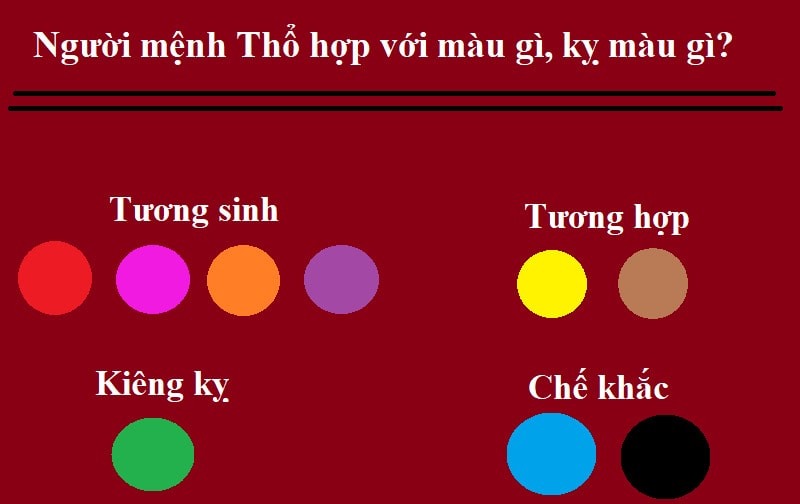 Người mệnh Thổ hợp với màu gì, kỵ màu gì?
Tương sinh
Tương hợp
Kiêng kỵ
Chế khắc